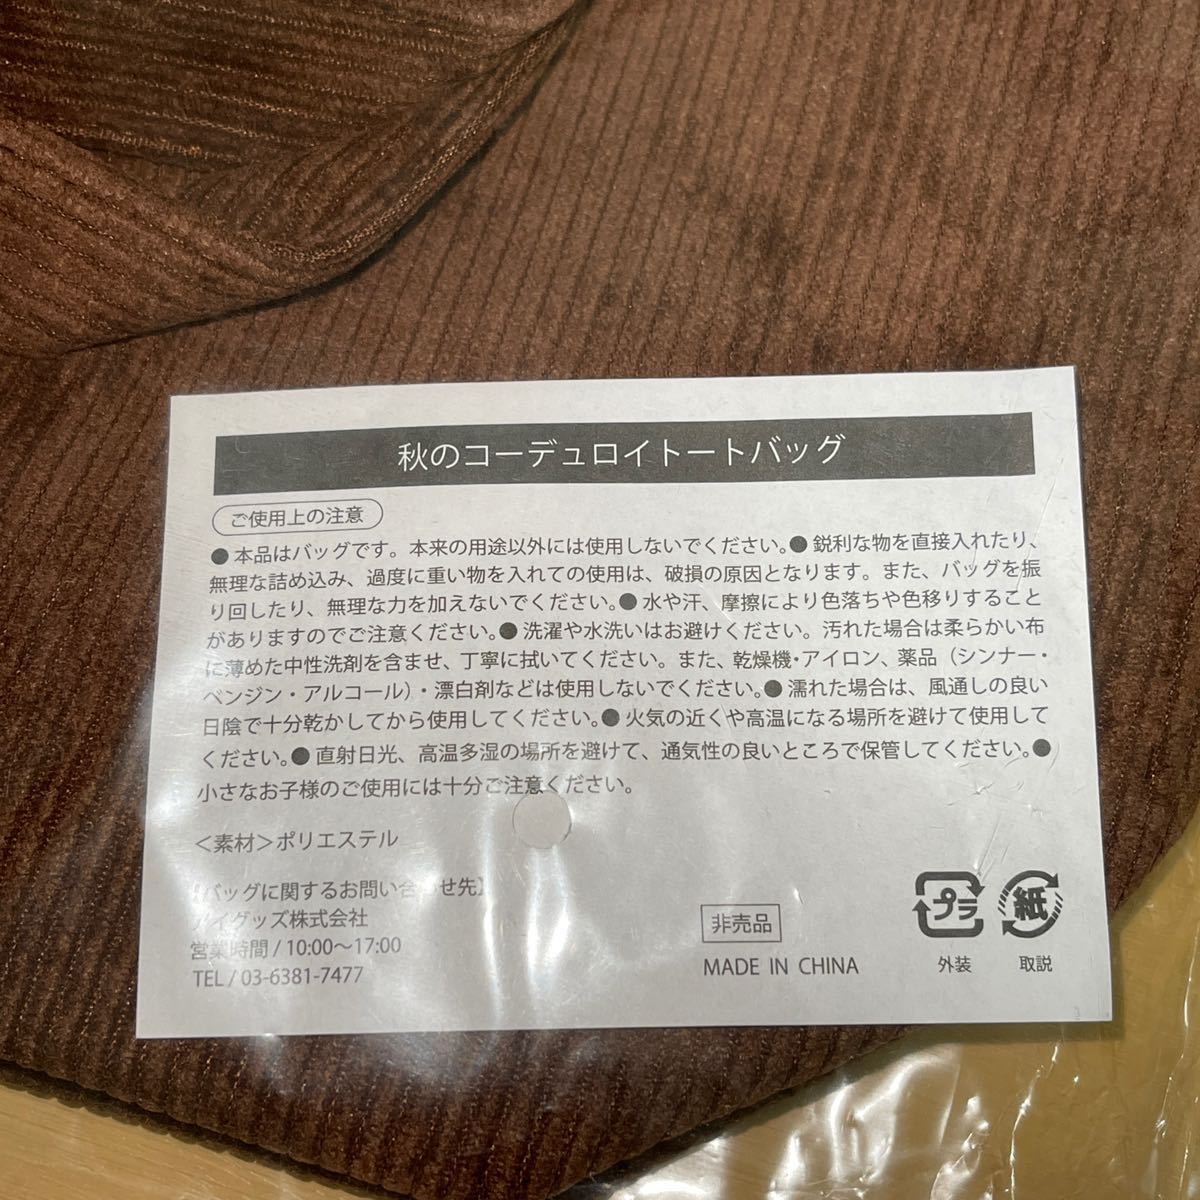 秋のコーデュロイトートバッグ
ご使用上の注意
●本品はバッグです。本来の用途以外には使用しないでください。●鋭利な物を直接入れたり、
無理な詰め込み、過度に重い物を入れての使用は、破損の原因となります。また、バッグを振
り回したり、無理な力を加えないでください。●水や汗、摩擦により色落ちや色移りすること
がありますのでご注意ください。●洗濯や水洗いはお避けください。汚れた場合は柔らかい布
に薄めた中性洗剤を含ませ、丁寧に拭いてください。また、乾燥機・アイロン、薬品（シンナー・
ベンジン・アルコール）・漂白剤などは使用しないでください。●濡れた場合は、風通しの良い
日陰で十分乾かしてから使用してください。●火気の近くや高温になる場所を避けて使用して
ください。●直射日光、高温多湿の場所を避けて、通気性の良いところで保管してください。●
小さなお子様のご使用には十分ご注意ください。
＜素材＞ポリエステル
【バッグに関するお問い合わせ先】
アイグッズ株式会社
営業時間 / 10:00～17:00
TEL / 03-6381-7477
非売品
MADE IN CHINA
プラ
外装
紙
取説